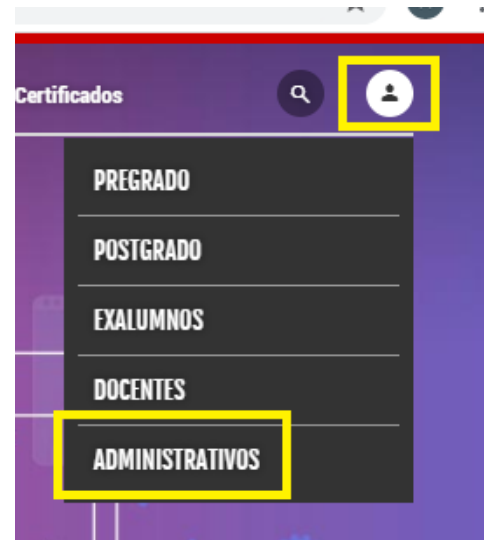 Certificados
PREGRADO
POSTGRADO
EXALUMNOS
DOCENTES
ADMINISTRATIVOS